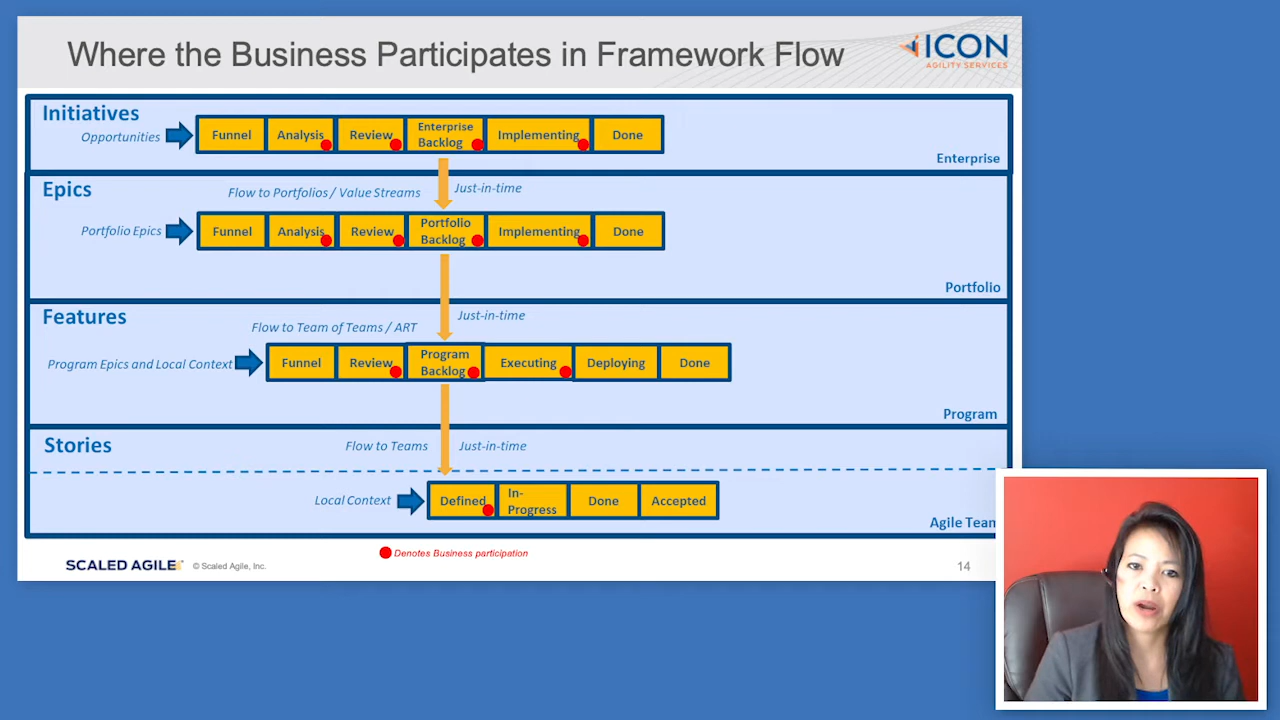 Where the Business Participates in Framework Flow
ICON
AGILITY SERVICES
Initiatives
Opportunities
Funnel
Analysis
Review
Enterprise
Backlog
Implementing
Done
Enterprise
Epics
Flow to Portfolios / Value Streams
Just-in-time
Portfolio Epics
Funnel
Analysis
Review
Portfolio
Backlog
Implementing
Done
Portfolio
Features
Flow to Team of Teams / ART
Just-in-time
Program Epics and Local Context
Funnel
Review
Program
Backlog
Executing
Deploying
Done
Program
Stories
Flow to Teams
Just-in-time
Local Context
Defined
In-
Progress
Done
Accepted
Agile Team
Denotes Business participation
SCALED AGILE
© Scaled Agile, Inc.
14